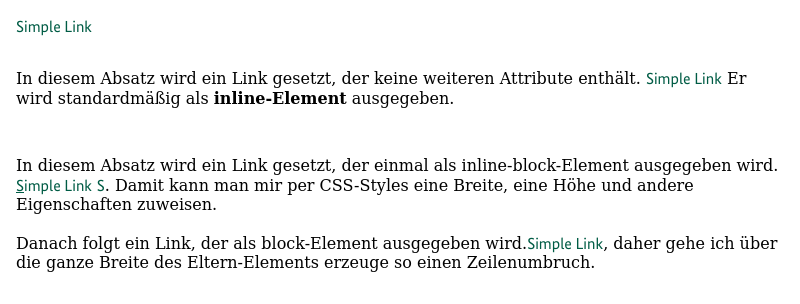 Simple Link
In diesem Absatz wird ein Link gesetzt, der keine weiteren Attribute enthält. Simple Link Er
wird standardmäßig als inline-Element ausgegeben.
In diesem Absatz wird ein Link gesetzt, der einmal als inline-block-Element ausgegeben wird.
Simple Link S. Damit kann man mir per CSS-Styles eine Breite, eine Höhe und andere
Eigenschaften zuweisen.
Danach folgt ein Link, der als block-Element ausgegeben wird.Simple Link, daher gehe ich über
die ganze Breite des Eltern-Elements erzeuge so einen Zeilenumbruch.